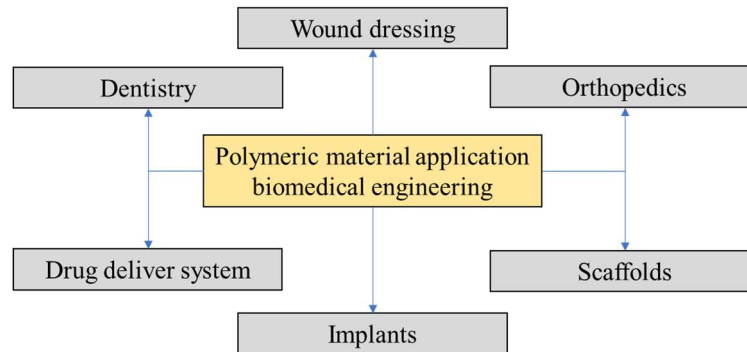 Wound dressing
Dentistry
Orthopedics
Polymeric material application
biomedical engineering
Drug deliver system
Scaffolds
Implants